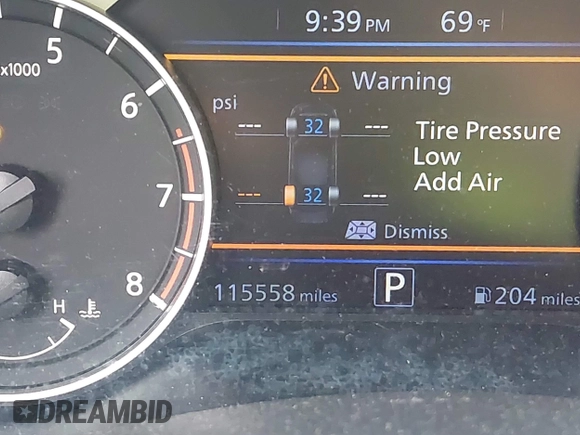 9:39 PM 69 °F
5
x1000
6
7
8
H
Warning
psi
--- 32 ---
--- 32 ---
Tire Pressure
Low
Add Air
Dismiss
115558 miles P 204 miles
DREAMBID